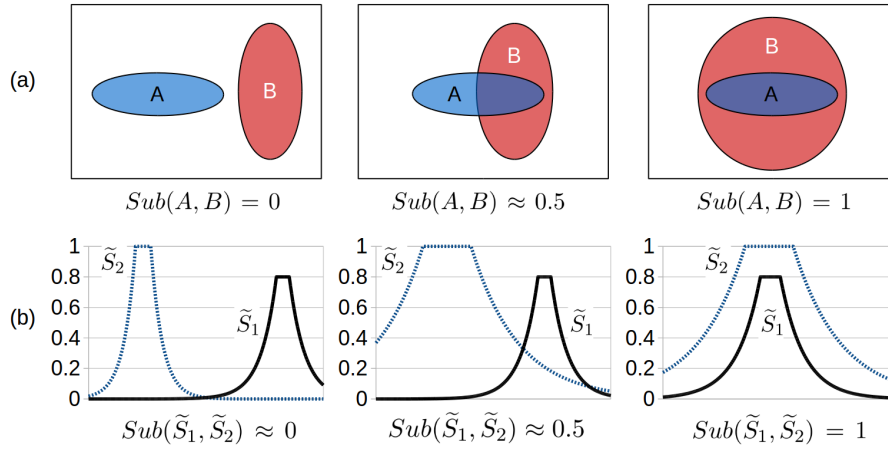 (a)
A B
A B
B
A
Sub(A, B) = 0
Sub(A, B) ≈ 0.5
Sub(A, B) = 1
(b)
1
0.8
0.6
0.4
0.2
0
S̃₂
S̃₁
1
0.8
0.6
0.4
0.2
0
S̃₂
S̃₁
1
0.8
0.6
0.4
0.2
0
S̃₂
S̃₁
Sub(S̃₁, S̃₂) ≈ 0
Sub(S̃₁, S̃₂) ≈ 0.5
Sub(S̃₁, S̃₂) = 1